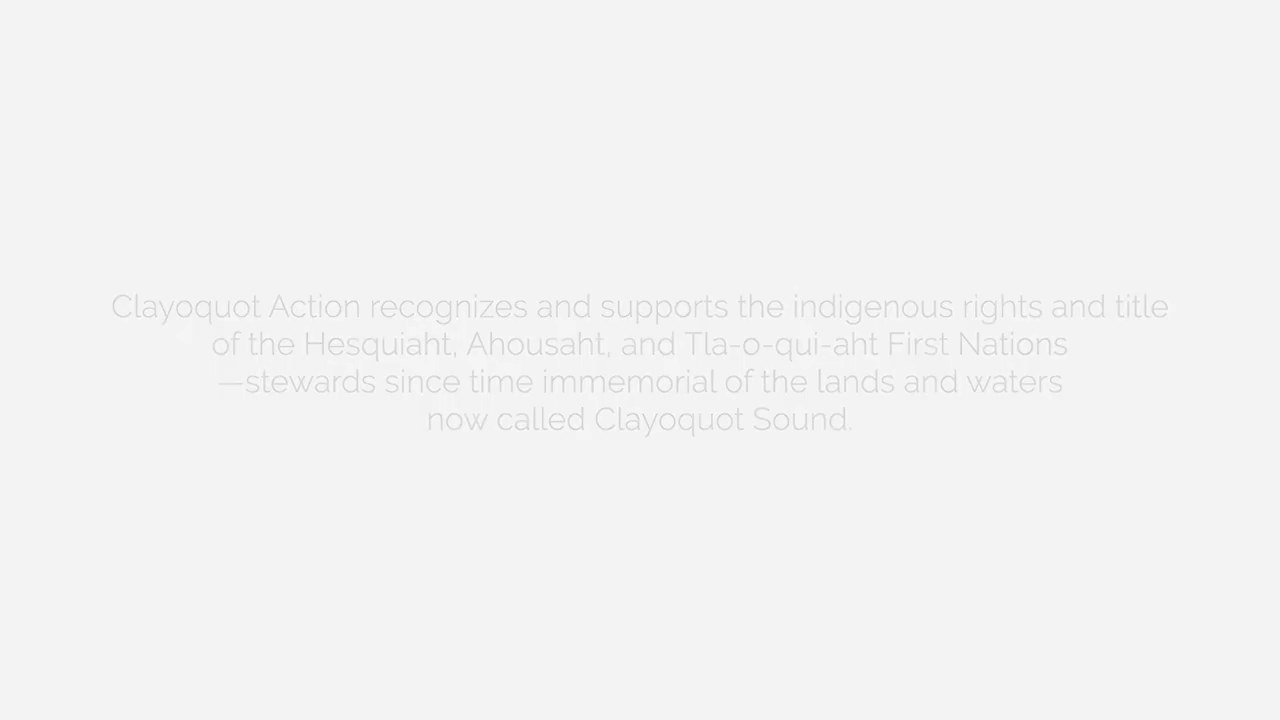 Clayoquot Action recognizes and supports the indigenous rights and title
of the Hesquiaht, Ahousaht, and Tla-o-qui-aht First Nations
—stewards since time immemorial of the lands and waters
now called Clayoquot Sound.